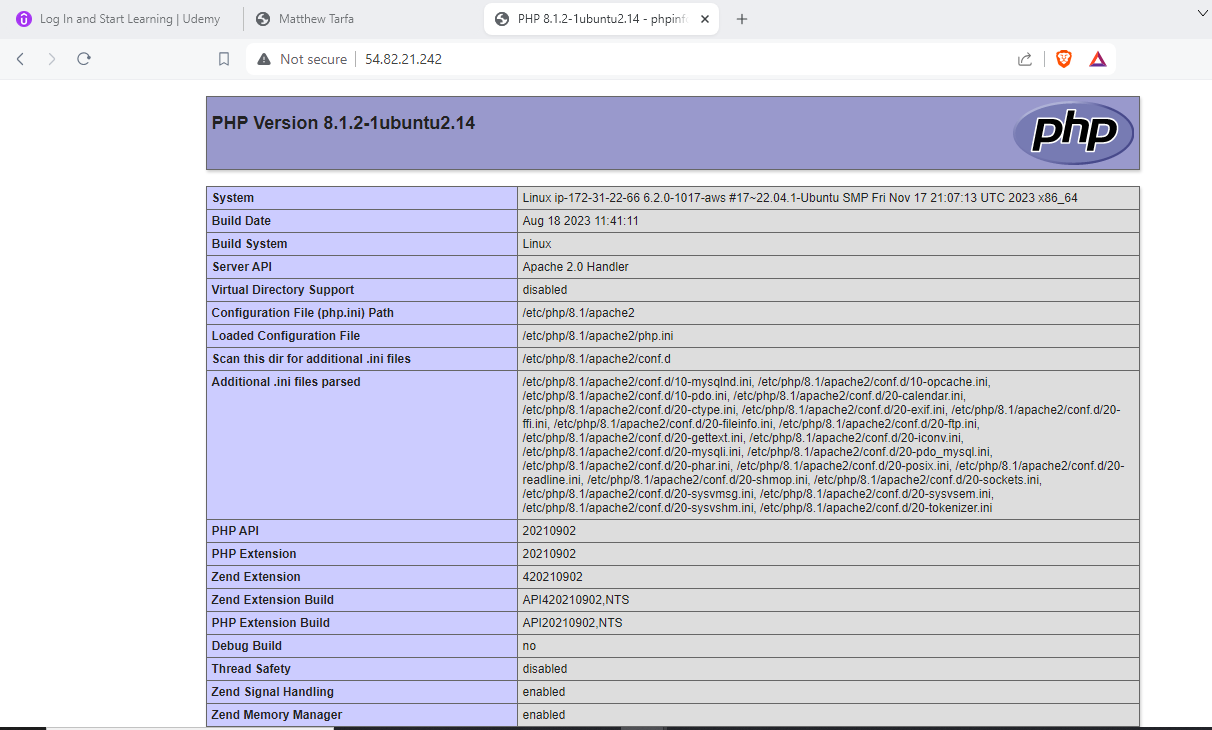 Log In and Start Learning | Udemy
Matthew Tarfa
PHP 8.1.2-1ubuntu2.14 - phpinf
Not secure
54.82.21.242
PHP Version 8.1.2-1ubuntu2.14
php
System Linux ip-172-31-22-66 6.2.0-1017-aws #17~22.04.1-Ubuntu SMP Fri Nov 17 21:07:13 UTC 2023 x86_64
Build Date Aug 18 2023 11:41:11
Build System Linux
Server API Apache 2.0 Handler
Virtual Directory Support disabled
Configuration File (php.ini) Path /etc/php/8.1/apache2
Loaded Configuration File /etc/php/8.1/apache2/php.ini
Scan this dir for additional .ini files /etc/php/8.1/apache2/conf.d
Additional .ini files parsed /etc/php/8.1/apache2/conf.d/10-mysqlnd.ini, /etc/php/8.1/apache2/conf.d/10-opcache.ini,
/etc/php/8.1/apache2/conf.d/10-pdo.ini, /etc/php/8.1/apache2/conf.d/20-calendar.ini,
/etc/php/8.1/apache2/conf.d/20-ctype.ini, /etc/php/8.1/apache2/conf.d/20-exif.ini, /etc/php/8.1/apache2/conf.d/20-
ffi.ini, /etc/php/8.1/apache2/conf.d/20-fileinfo.ini, /etc/php/8.1/apache2/conf.d/20-ftp.ini,
/etc/php/8.1/apache2/conf.d/20-gettext.ini, /etc/php/8.1/apache2/conf.d/20-iconv.ini,
/etc/php/8.1/apache2/conf.d/20-mysqli.ini, /etc/php/8.1/apache2/conf.d/20-pdo_mysql.ini,
/etc/php/8.1/apache2/conf.d/20-phar.ini, /etc/php/8.1/apache2/conf.d/20-posix.ini, /etc/php/8.1/apache2/conf.d/20-
readline.ini, /etc/php/8.1/apache2/conf.d/20-shmop.ini, /etc/php/8.1/apache2/conf.d/20-sockets.ini,
/etc/php/8.1/apache2/conf.d/20-sysvmsg.ini, /etc/php/8.1/apache2/conf.d/20-sysvsem.ini,
/etc/php/8.1/apache2/conf.d/20-sysvshm.ini, /etc/php/8.1/apache2/conf.d/20-tokenizer.ini
PHP API 20210902
PHP Extension 20210902
Zend Extension 420210902
Zend Extension Build API420210902,NTS
PHP Extension Build API20210902,NTS
Debug Build no
Thread Safety disabled
Zend Signal Handling enabled
Zend Memory Manager enabled